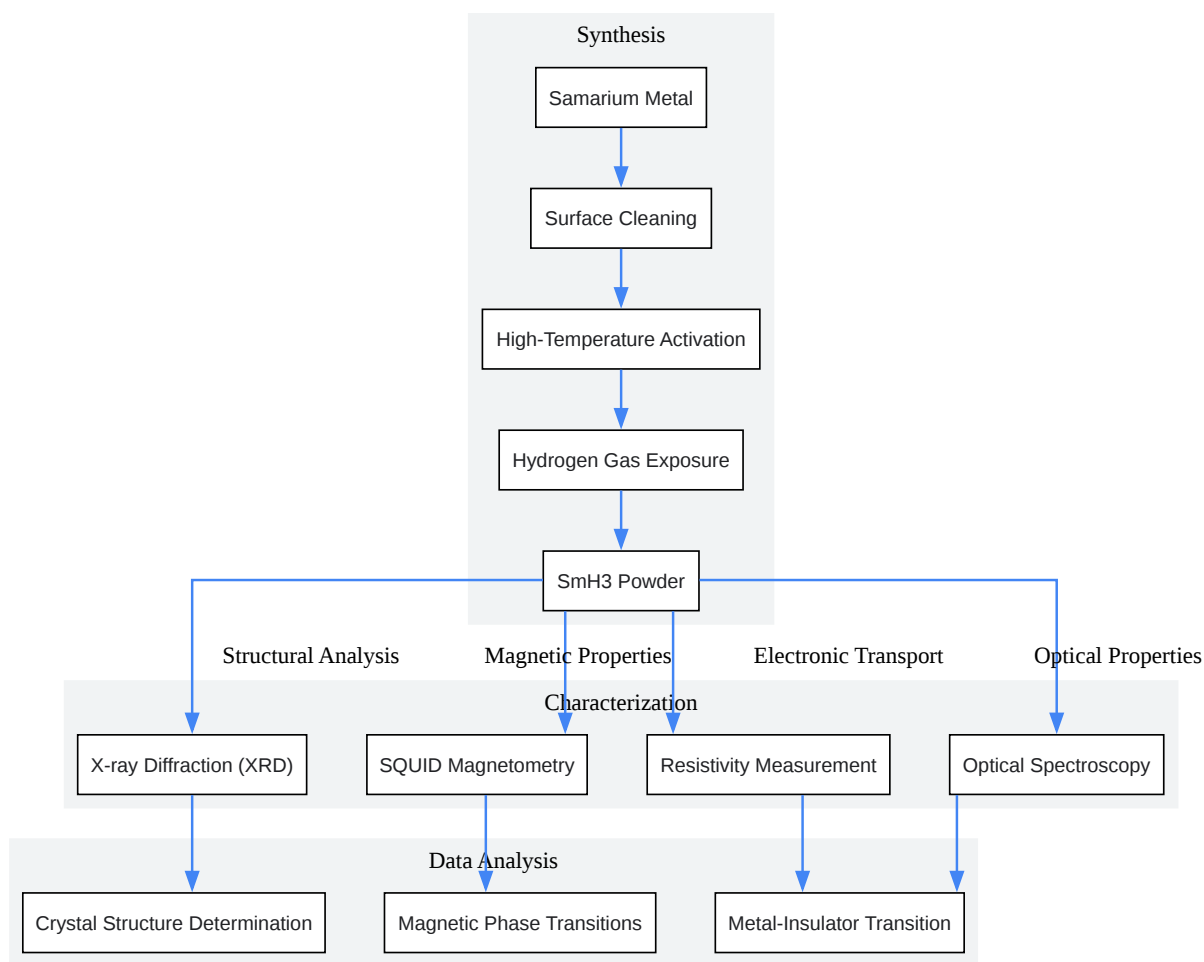 Synthesis
Samarium Metal
Surface Cleaning
High-Temperature Activation
Hydrogen Gas Exposure
SmH3 Powder
Structural Analysis
Magnetic Properties
Electronic Transport
Optical Properties
Characterization
X-ray Diffraction (XRD)
SQUID Magnetometry
Resistivity Measurement
Optical Spectroscopy
Data Analysis
Crystal Structure Determination
Magnetic Phase Transitions
Metal-Insulator Transition